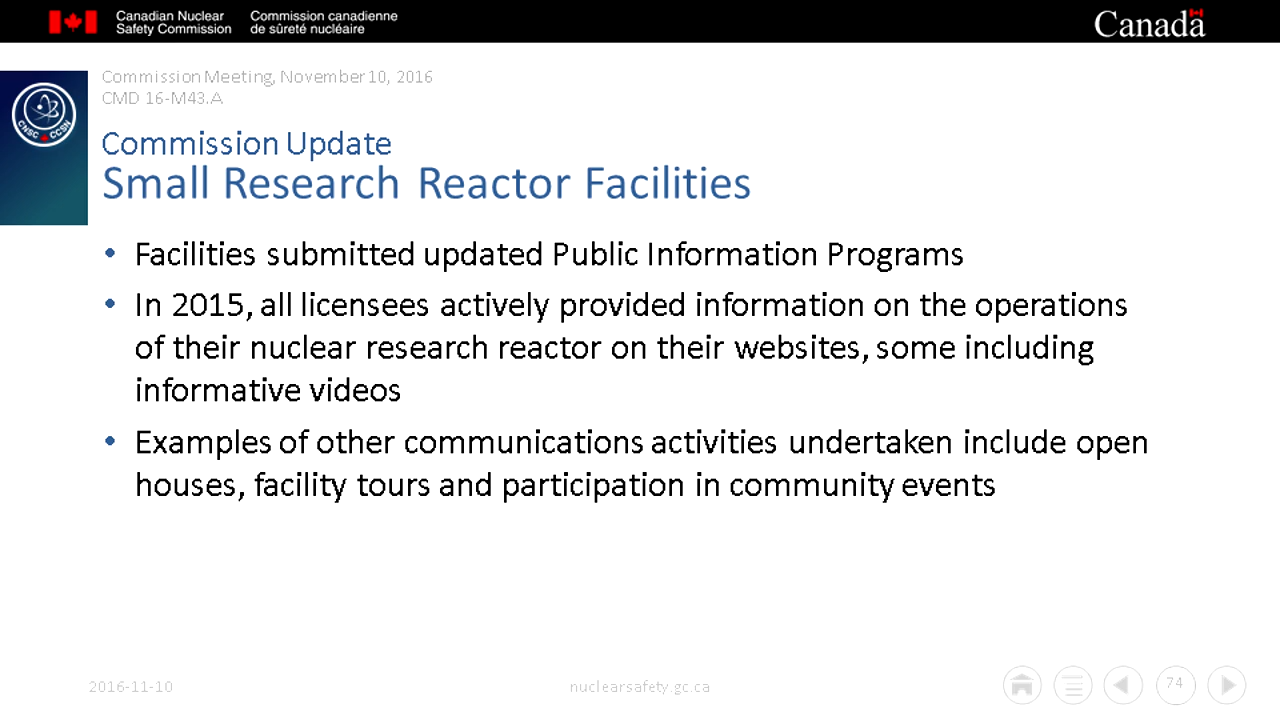 Canadian Nuclear
Safety Commission
Commission canadienne
de sûreté nucléaire
Canada
Commission Meeting, November 10, 2016
CMD 16-M43.A
CNSC CCSN
Commission Update
Small Research Reactor Facilities
• Facilities submitted updated Public Information Programs
• In 2015, all licensees actively provided information on the operations
of their nuclear research reactor on their websites, some including
informative videos
• Examples of other communications activities undertaken include open
houses, facility tours and participation in community events
2016-11-10
nuclearsafety.gc.ca
74